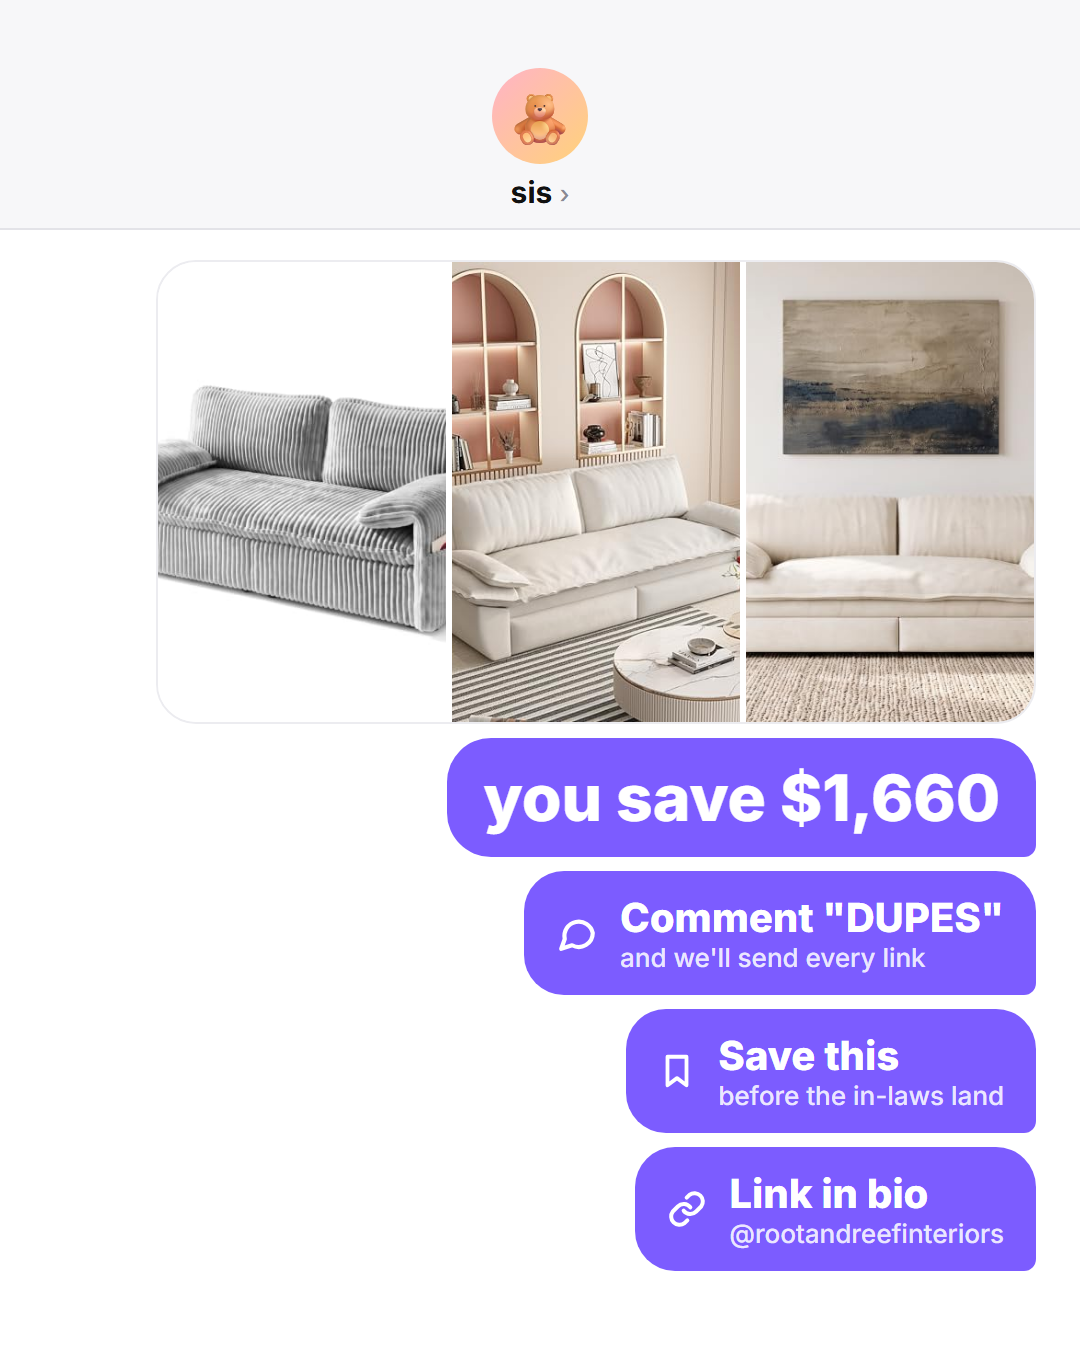 sis ›
you save $1,660
Comment "DUPES"
and we'll send every link
Save this
before the in-laws land
Link in bio
@rootandreefinteriors